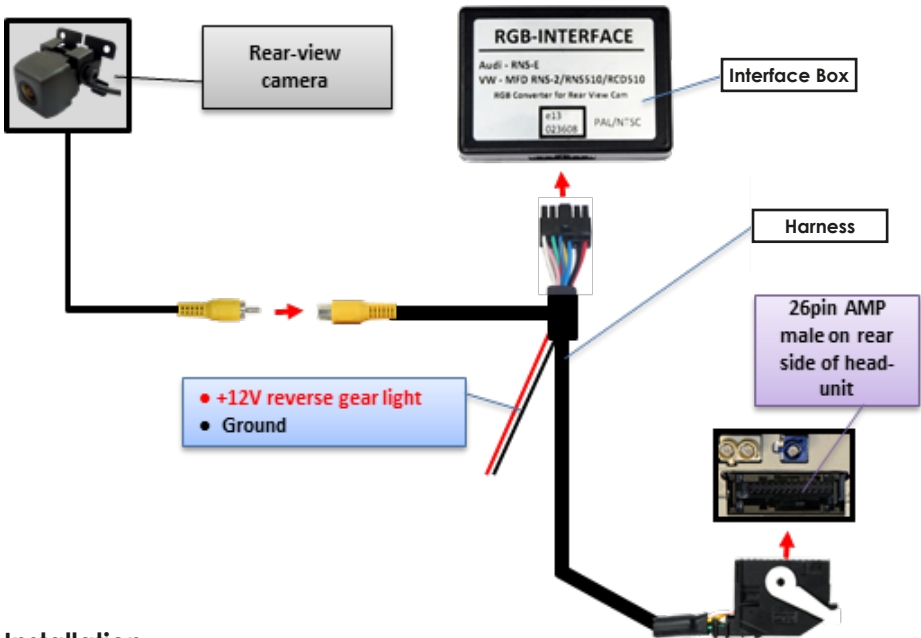 Rear-view
camera
RGB-INTERFACE
Audi - RNS-E
VW - MFD RNS-2/RNS510/RCD510
RGB Converter for Rear View Cam
e13
023608
PAL/NTSC
Interface Box
Harness
26pin AMP
male on rear
side of head-
unit
● +12V reverse gear light
● Ground
Installation